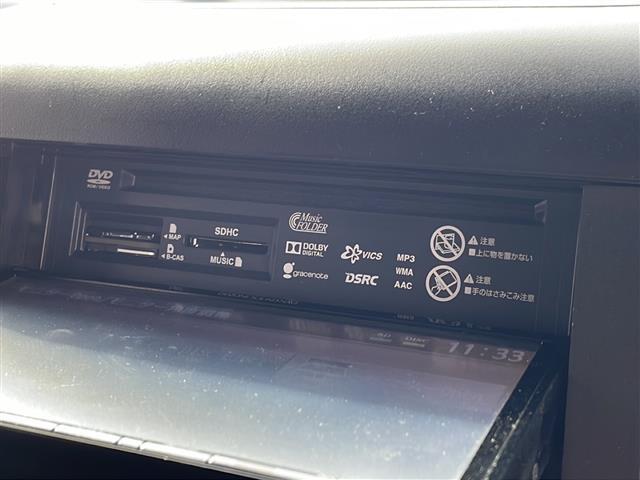 DVD
ROM/VIDEO
MAP
B-CAS
SDHC
MUSIC
Music
FOLDER
DOLBY
DIGITAL
gracenote
VICS
DSRC
MP3
WMA
AAC
注意
■上に物を置かない
注意
■手のはさみこみ注意
DISC
11:33